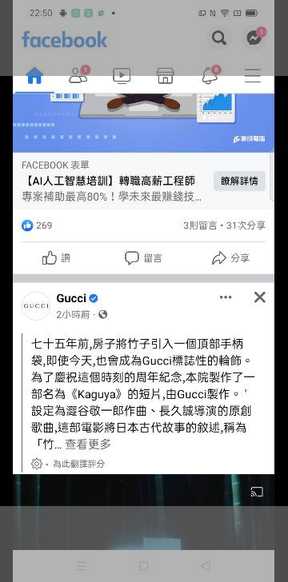 22:50
facebook
FACEBOOK 表單
【AI人工智慧培訓】轉職高薪工程師
專案補助最高80%！學未來最賺錢技...
瞭解詳情
269
3則留言・31次分享
讚
留言
分享
Gucci
2小時前
七十五年前,房子將竹子引入一個頂部手柄
袋,即使今天,也會成為Gucci標誌性的輪飾。
為了慶祝這個時刻的周年紀念,本院製作了一
部名為《Kaguya》的短片,由Gucci製作。'
設定為澀谷敬一郎作曲、長久誠導演的原創
歌曲,這部電影將日本古代故事的敘述,稱為
「竹... 查看更多
為此翻譯評分